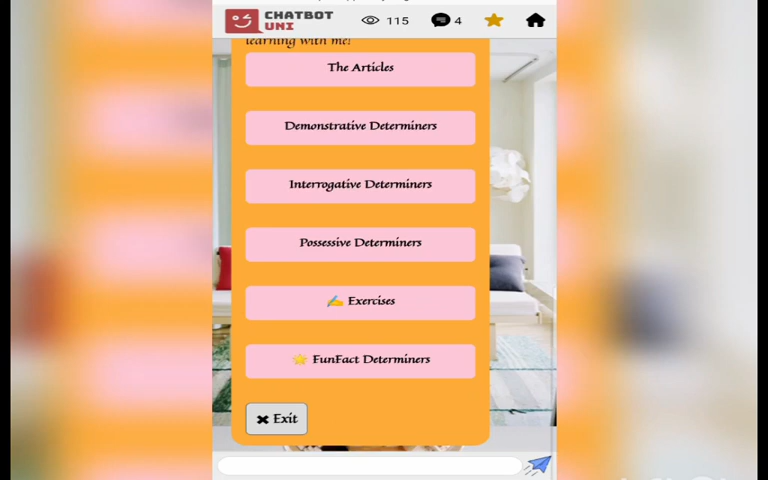 CHATBOT
UNI
115
4
learning with me!
The Articles
Demonstrative Determiners
Interrogative Determiners
Possessive Determiners
✍️ Exercises
⭐ FunFact Determiners
✖ Exit